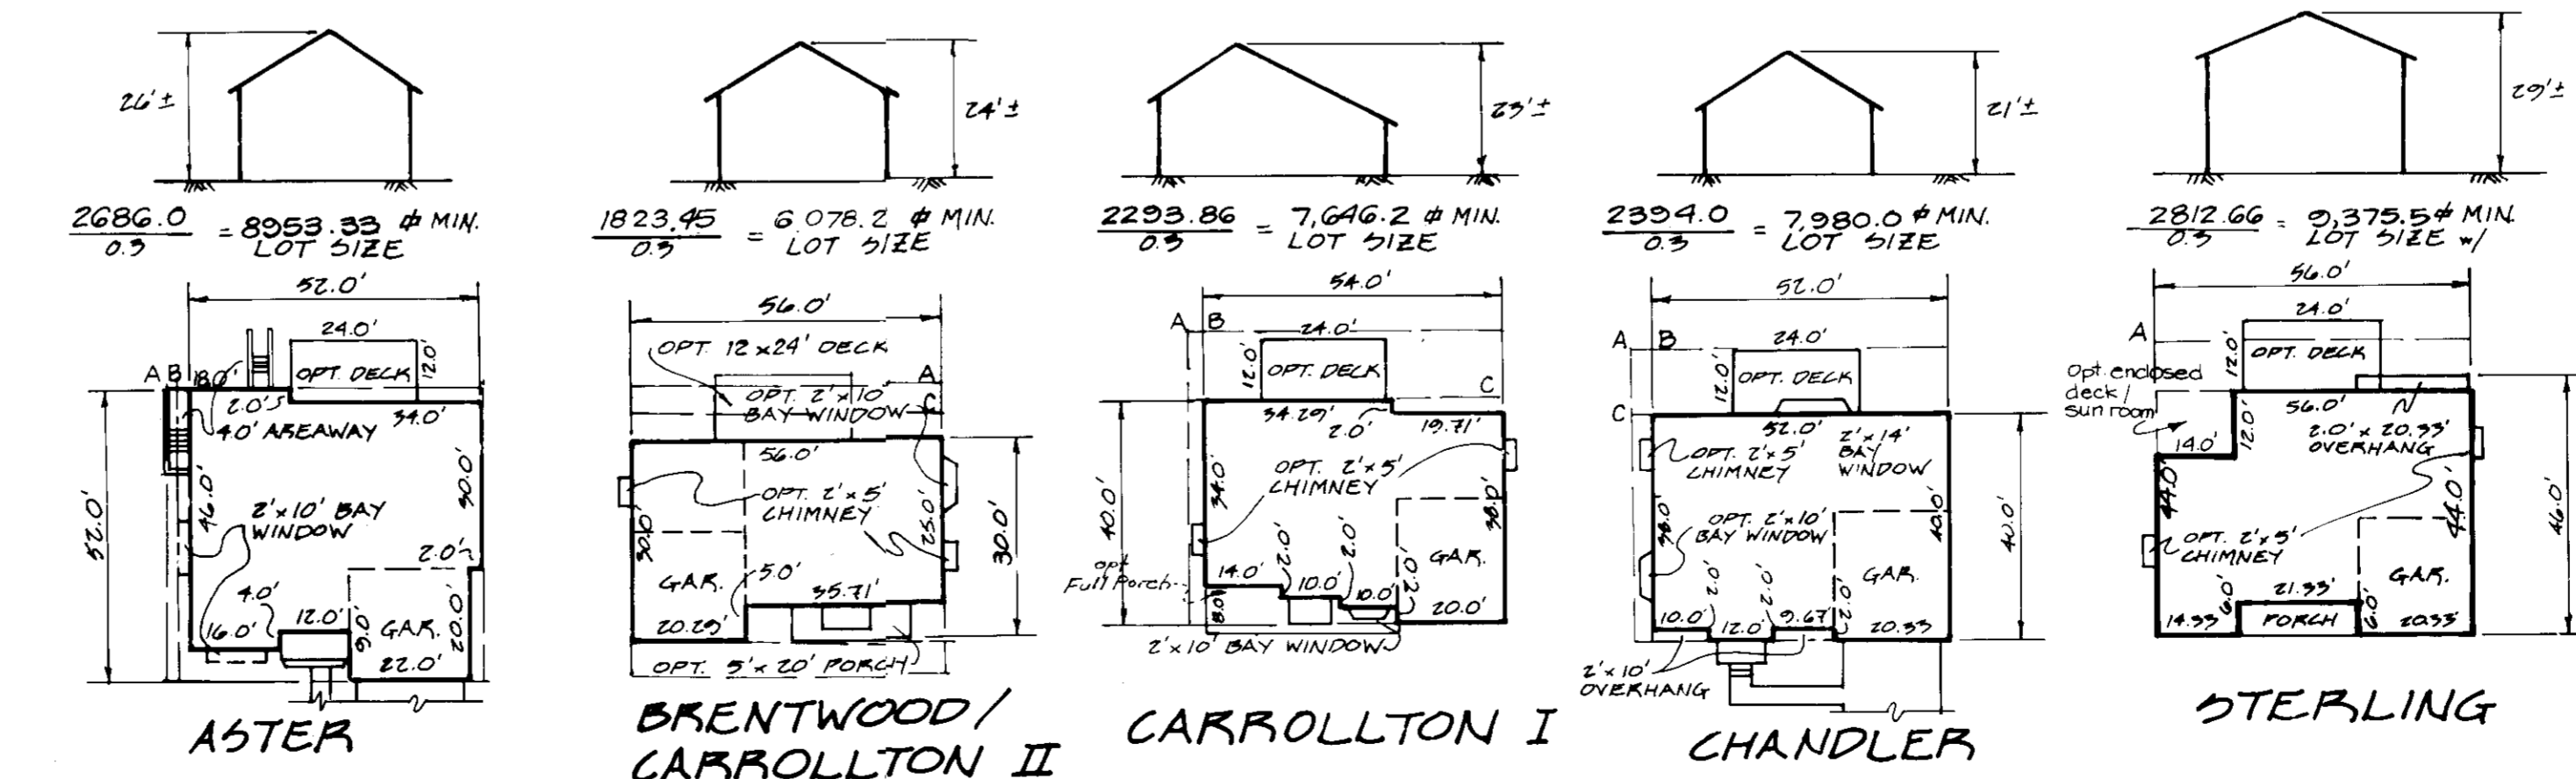 26'±
2686.0
0.3
= 8953.33 ⌀ MIN.
LOT SIZE
52.0'
24.0'
OPT. DECK
12.0'
A B
18.0'
2.0'
34.0'
4.0' AREAWAY
52.0'
46.0'
30.0'
2'x10' BAY
WINDOW
2.0'
4.0'
12.0'
16.0'
9.0'
GAR.
20.0'
22.0'
ASTER
24'±
1823.45
0.3
= 6078.2 ⌀ MIN.
LOT SIZE
56.0'
OPT. 12x24' DECK
A
OPT. 2'x10'
BAY WINDOW
C
56.0'
OPT. 2'x5'
CHIMNEY
30.0'
25.0'
30.0'
GAR.
5.0'
35.71'
20.29'
OPT. 5'x20' PORCH
BRENTWOOD/
CARROLLTON II
23'±
2293.86
0.3
= 7,646.2 ⌀ MIN.
LOT SIZE
54.0'
A B
24.0'
12.0'
OPT. DECK
C
34.29'
2.0'
19.71'
OPT. 2'x5'
CHIMNEY
40.0'
34.0'
38.0'
opt
Full Porch
14.0'
2.0'
10.0'
2.0'
10.0'
2.0'
GAR.
8.0'
20.0'
2'x10' BAY WINDOW
CARROLLTON I
21'±
2394.0
0.3
= 7,980.0 ⌀ MIN.
LOT SIZE
52.0'
A B
24.0'
12.0'
OPT. DECK
C
52.0'
OPT. 2'x5'
CHIMNEY
2'x14'
BAY
WINDOW
38.0'
OPT. 2'x10'
BAY WINDOW
40.0'
40.0'
GAR.
10.0'
2.0'
12.0'
2.0'
9.67'
2.0'
20.33
2'x10'
OVERHANG
CHANDLER
29'±
2812.66
0.3
= 9,375.5 ⌀ MIN.
LOT SIZE w/
56.0'
A
24.0'
12.0'
OPT. DECK
Opt. enclosed
deck/
sun room
56.0'
14.0'
12.0'
2.0' x 20.33'
OVERHANG
44.0'
44.0'
46.0'
OPT. 2'x5'
CHIMNEY
21.33'
GAR.
14.33'
6.0'
PORCH
6.0'
20.33
STERLING